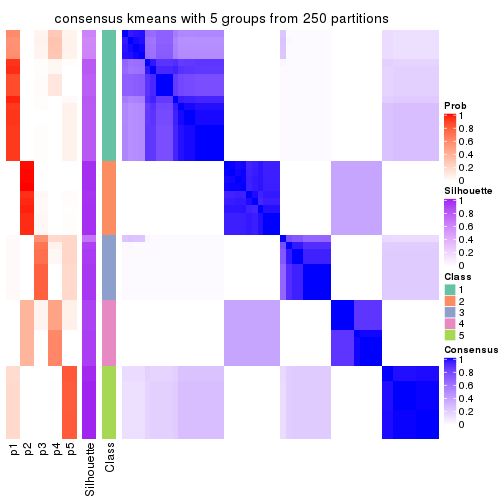 consensus kmeans with 5 groups from 250 partitions
Prob
1
0.8
0.6
0.4
0.2
0
Silhouette
1
0.8
0.6
0.4
0.2
0
Class
1
2
3
4
5
Consensus
1
0.8
0.6
0.4
0.2
0
p1
p2
p3
p4
p5
Silhouette
Class